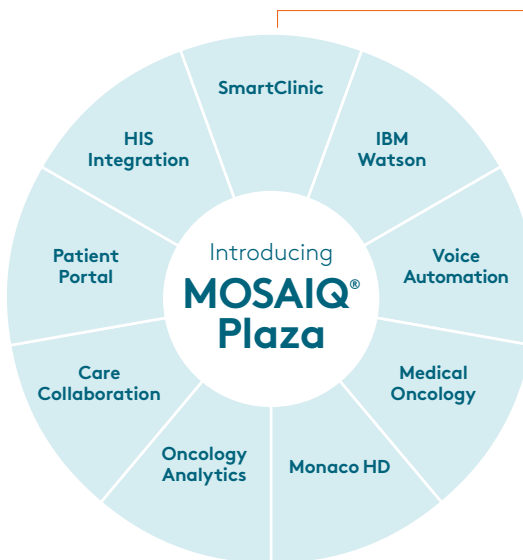 SmartClinic
IBM
Watson
Voice
Automation
Medical
Oncology
Monaco HD
Oncology
Analytics
Care
Collaboration
Patient
Portal
HIS
Integration
Introducing
MOSAIQ®
Plaza